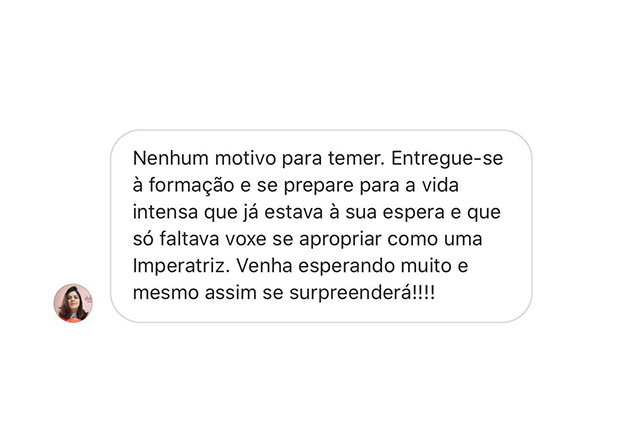 Nenhum motivo para temer. Entregue-se
à formação e se prepare para a vida
intensa que já estava à sua espera e que
só faltava voxe se apropriar como uma
Imperatriz. Venha esperando muito e
mesmo assim se surpreenderá!!!!